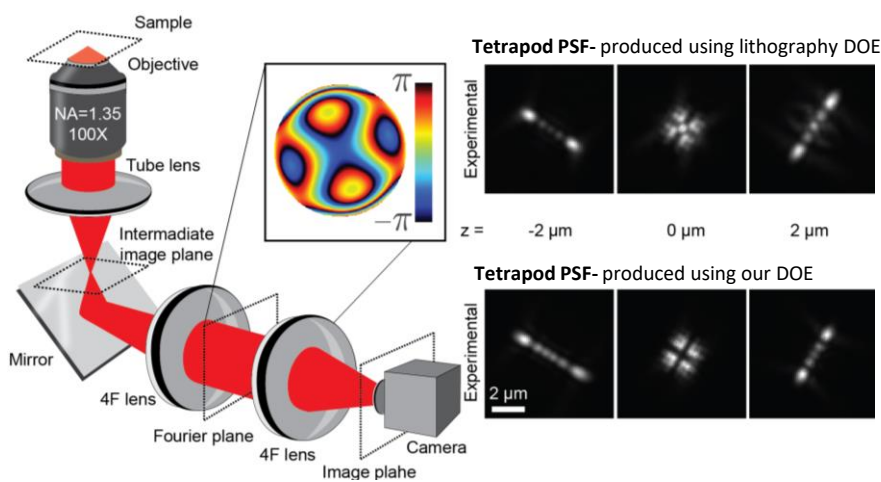 Sample
Objective
NA=1.35
100X
Tube lens
Intermadiate
image plane
Mirror
4F lens
Fourier plane
4F lens
Image plahe
Camera
π
−π
Tetrapod PSF- produced using lithography DOE
Experimental
z = -2 µm 0 µm 2 µm
Tetrapod PSF- produced using our DOE
Experimental
2 µm